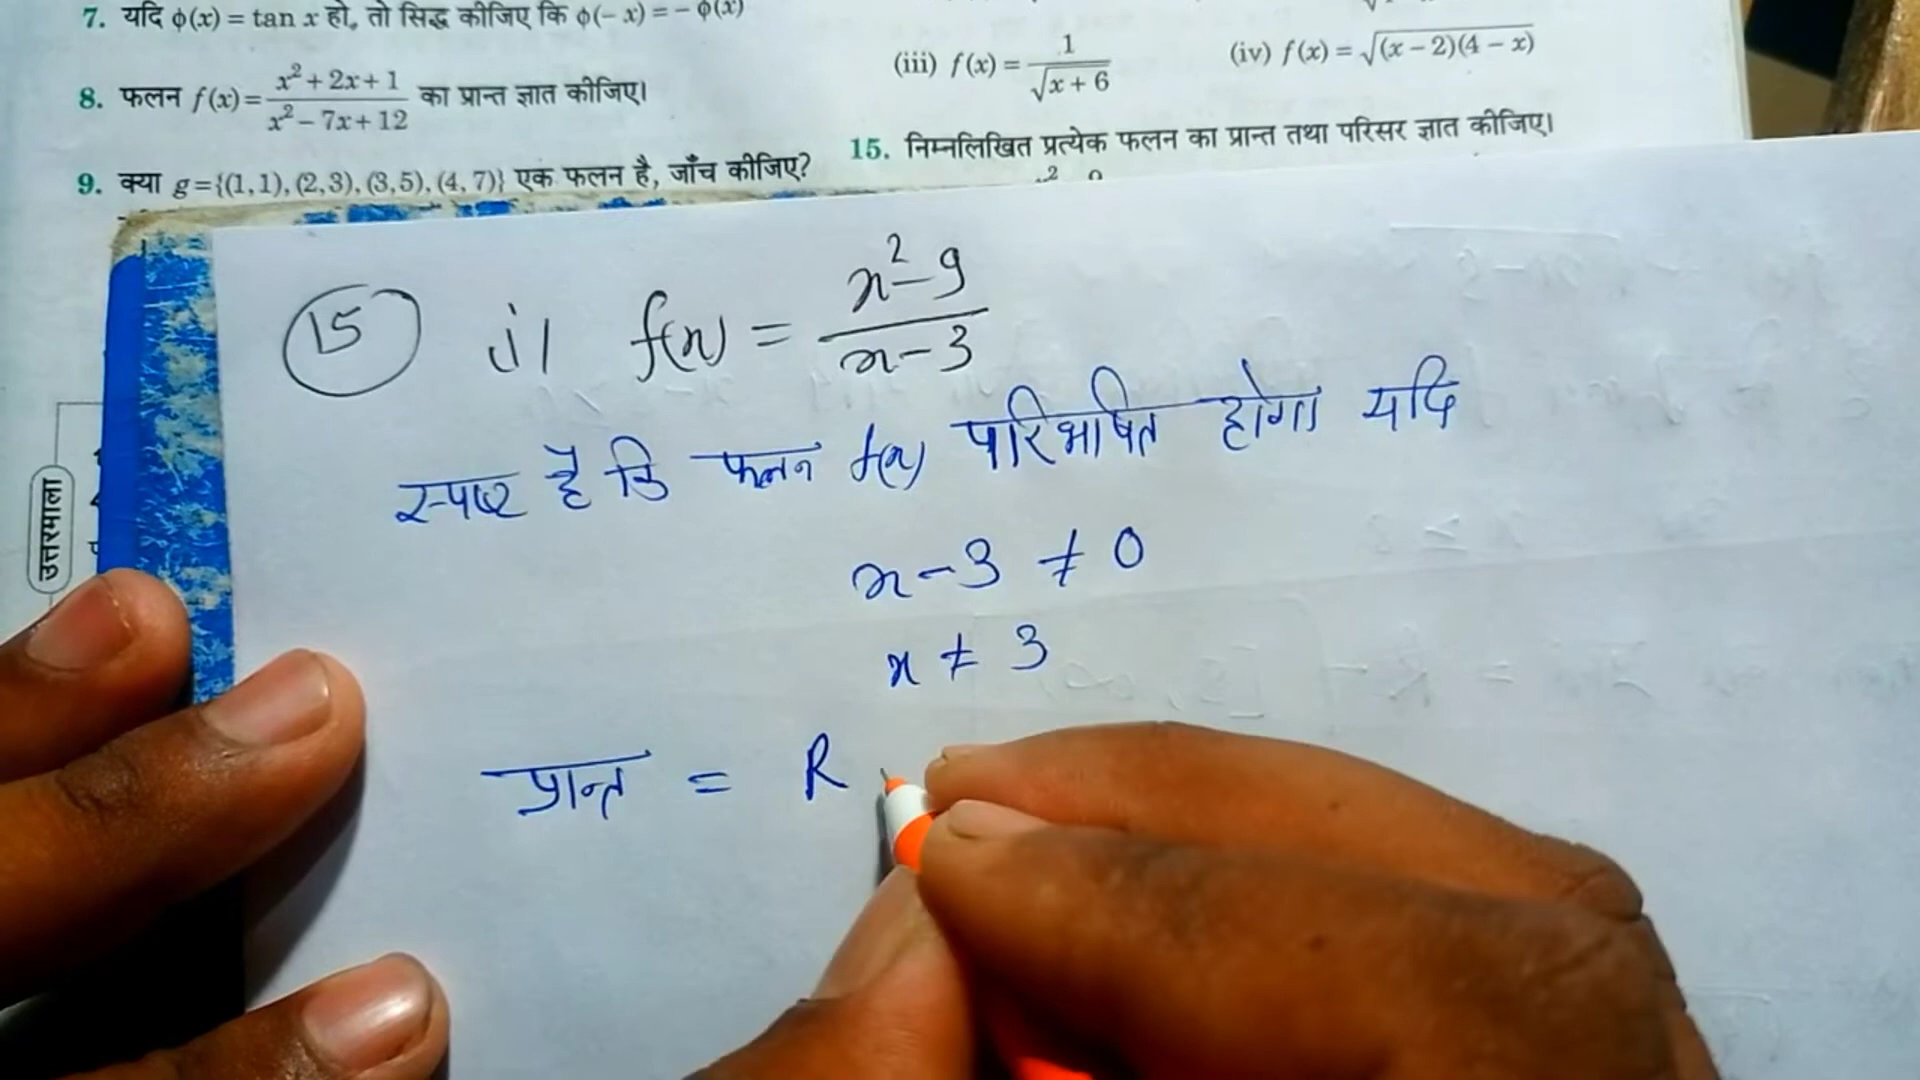 7. यदि ϕ(x) = tan x हो, तो सिद्ध कीजिए कि ϕ(− x) = − ϕ(x)
8. फलन f(x) = (x² + 2x + 1)/(x² − 7x + 12) का प्रान्त ज्ञात कीजिए।
9. क्या g = {(1, 1), (2, 3), (3, 5), (4, 7)} एक फलन है, जाँच कीजिए?
(iii) f(x) = 1/√(x + 6)
(iv) f(x) = √((x − 2)(4 − x))
15. निम्नलिखित प्रत्येक फलन का प्रान्त तथा परिसर ज्ञात कीजिए।
उत्तरमाला
15 i) f(x) = (x² − 9)/(x − 3)
स्पष्ट है कि फलन f(x) परिभाषित होगा यदि
x − 3 ≠ 0
x ≠ 3
प्रान्त = R